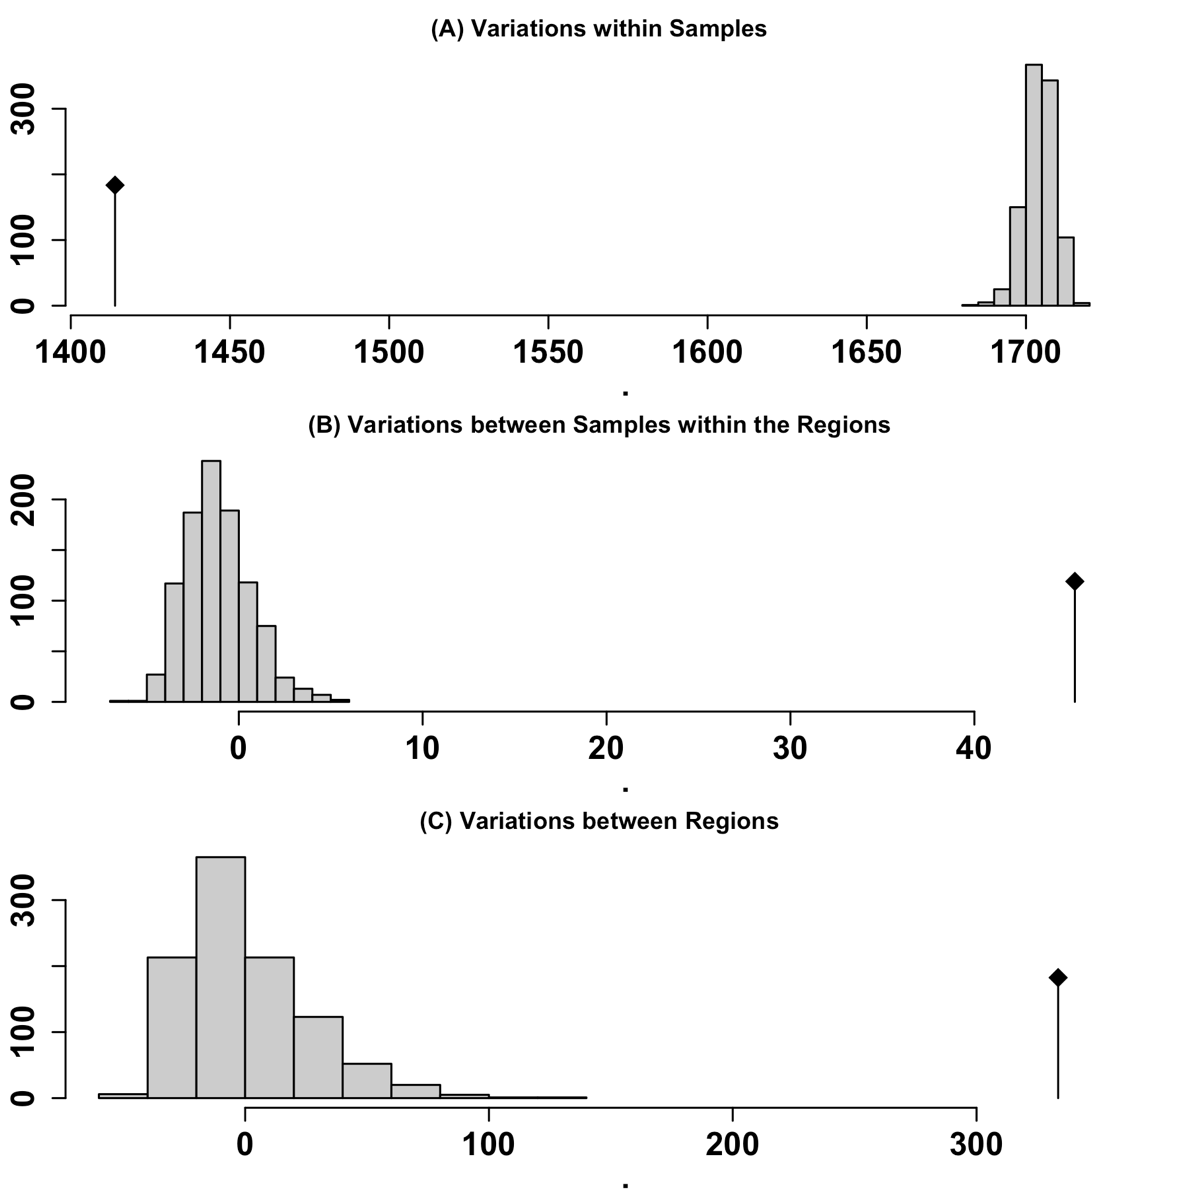 (A) Variations within Samples
300
100
0
1400 1450 1500 1550 1600 1650 1700
.
(B) Variations between Samples within the Regions
200
100
0
0 10 20 30 40
.
(C) Variations between Regions
300
100
0
0 100 200 300
.